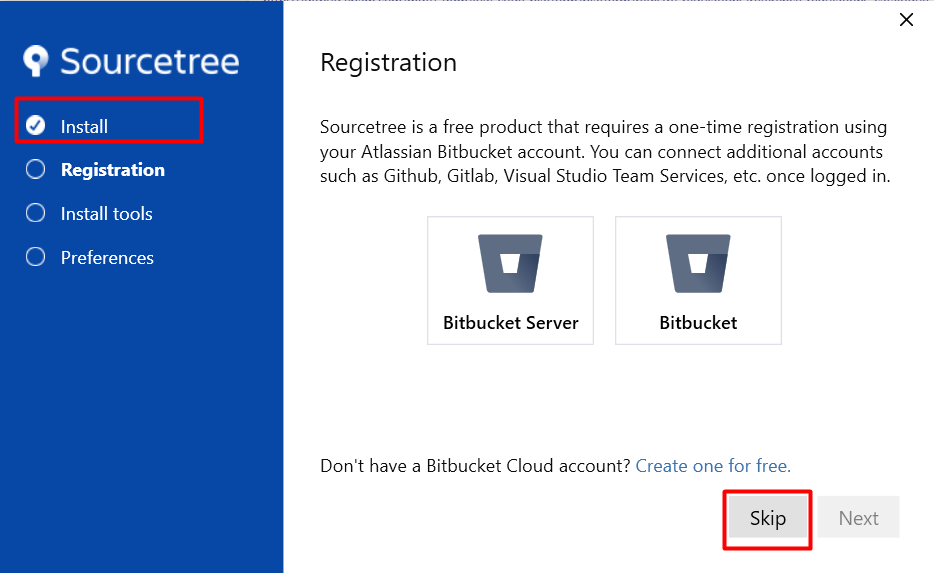 Sourcetree
Install
Registration
Install tools
Preferences
Registration
Sourcetree is a free product that requires a one-time registration using
your Atlassian Bitbucket account. You can connect additional accounts
such as Github, Gitlab, Visual Studio Team Services, etc. once logged in.
Bitbucket Server
Bitbucket
Don't have a Bitbucket Cloud account? Create one for free.
Skip
Next